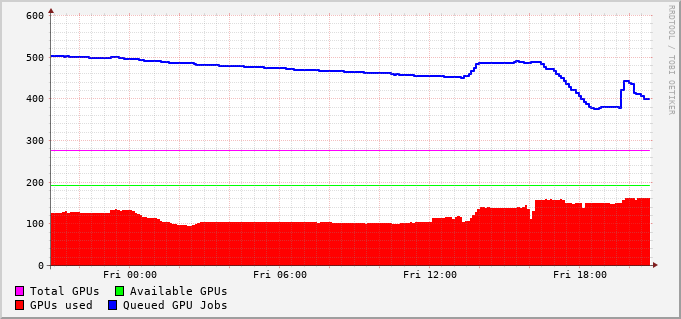 600
500
400
300
200
100
0
Fri 00:00 Fri 06:00 Fri 12:00 Fri 18:00
Total GPUs Available GPUs
GPUs used Queued GPU Jobs
RRDTOOL / TOBI OETIKER